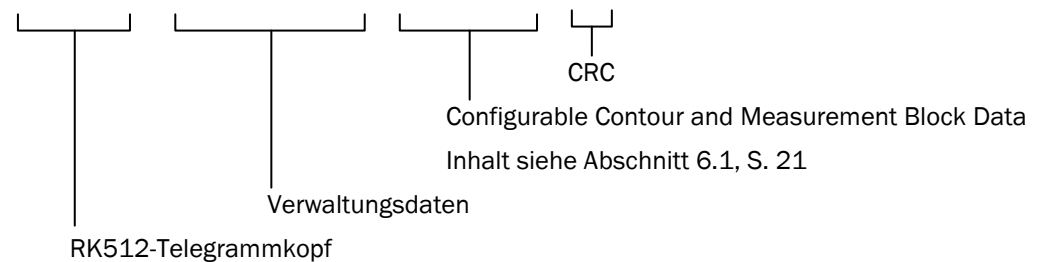 CRC
Configurable Contour and Measurement Block Data
Inhalt siehe Abschnitt 6.1, S. 21
Verwaltungsdaten
RK512-Telegrammkopf